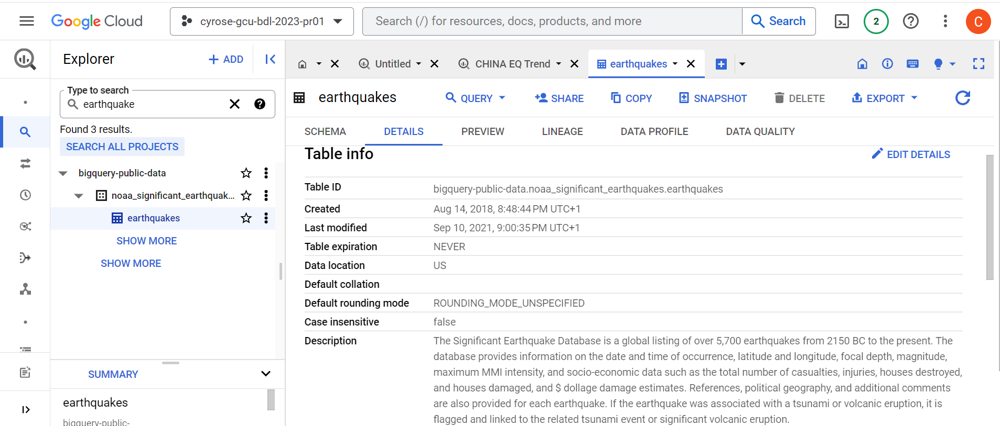 Google Cloud
cyrose-gcu-bdl-2023-pr01
Search (/) for resources, docs, products, and more
Search
2
C
Explorer
+ ADD
Type to search
earthquake
Found 3 results.
SEARCH ALL PROJECTS
bigquery-public-data
noaa_significant_earthquak...
earthquakes
SHOW MORE
SHOW MORE
SUMMARY
earthquakes
bigquery-public-
Untitled
CHINA EQ Trend
earthquakes
earthquakes
QUERY
SHARE
COPY
SNAPSHOT
DELETE
EXPORT
SCHEMA
DETAILS
PREVIEW
LINEAGE
DATA PROFILE
DATA QUALITY
Table info
EDIT DETAILS
Table ID bigquery-public-data.noaa_significant_earthquakes.earthquakes
Created Aug 14, 2018, 8:48:44 PM UTC+1
Last modified Sep 10, 2021, 9:00:35 PM UTC+1
Table expiration NEVER
Data location US
Default collation
Default rounding mode ROUNDING_MODE_UNSPECIFIED
Case insensitive false
Description The Significant Earthquake Database is a global listing of over 5,700 earthquakes from 2150 BC to the present. The
database provides information on the date and time of occurrence, latitude and longitude, focal depth, magnitude,
maximum MMI intensity, and socio-economic data such as the total number of casualties, injuries, houses destroyed,
and houses damaged, and $ dollage damage estimates. References, political geography, and additional comments
are also provided for each earthquake. If the earthquake was associated with a tsunami or volcanic eruption, it is
flagged and linked to the related tsunami event or significant volcanic eruption.